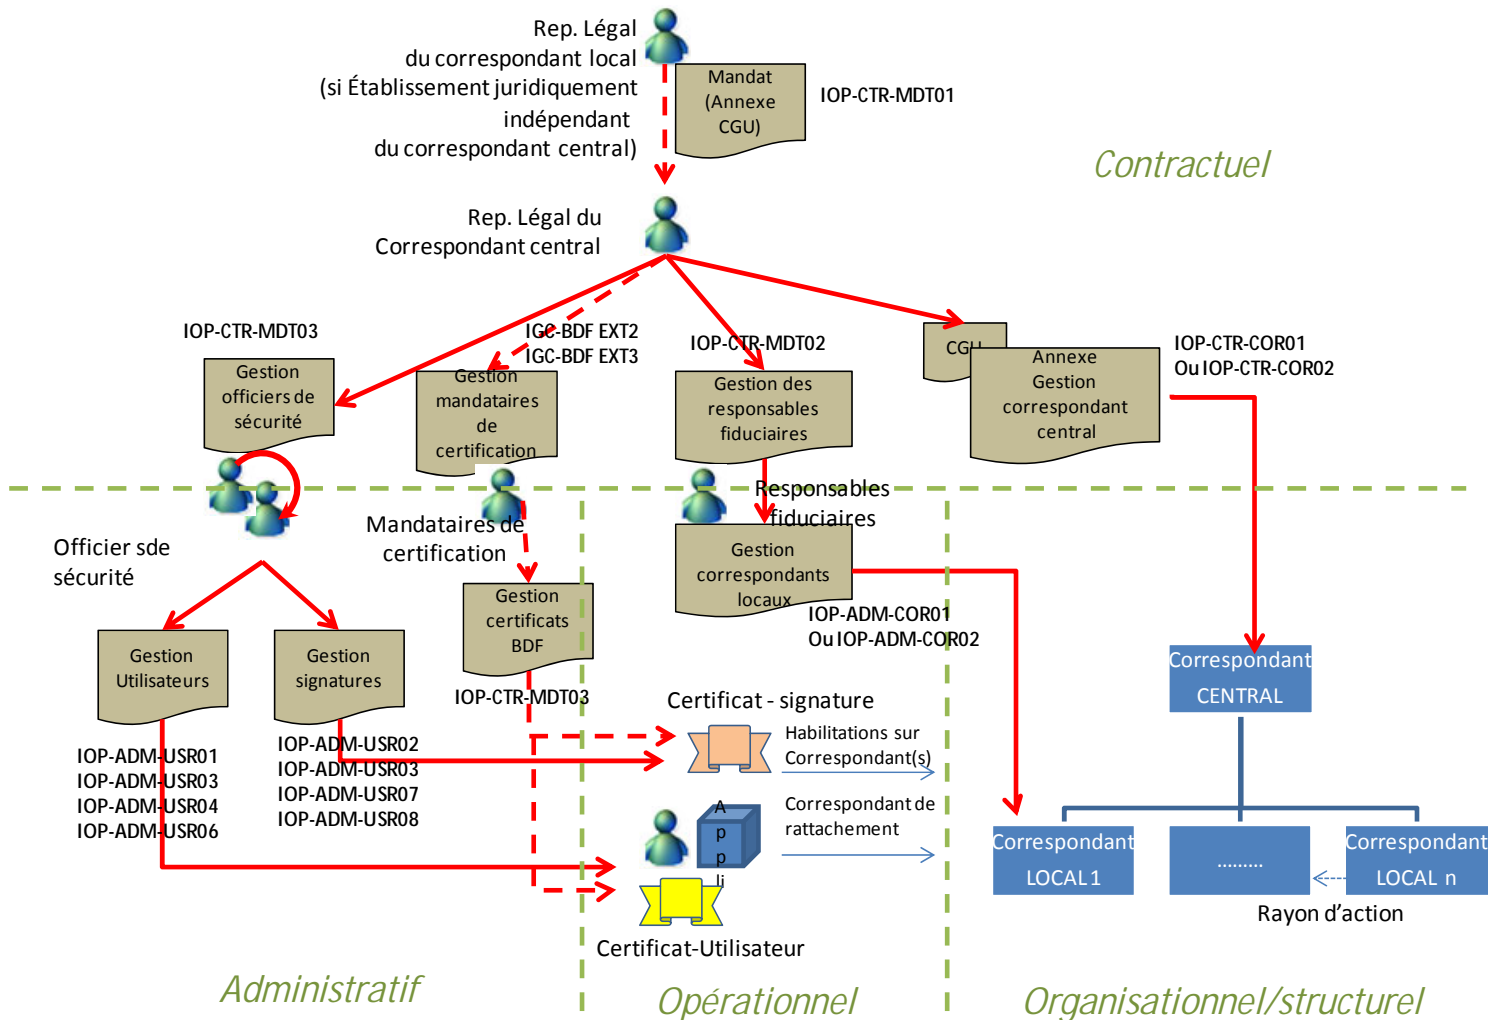 Rep. Légal
du correspondant local
(si Établissement juridiquement
indépendant
du correspondant central)
Mandat
(Annexe
CGU)
IOP-CTR-MDT01
Contractuel
Rep. Légal du
Correspondant central
IOP-CTR-MDT03
IGC-BDF EXT2
IGC-BDF EXT3
IOP-CTR-MDT02
CGU
IOP-CTR-COR01
Ou IOP-CTR-COR02
Gestion
officiers de
sécurité
Gestion
mandataires
de
certification
Gestion des
responsables
fiduciaires
Annexe
Gestion
correspondant
central
Officier sde
sécurité
Mandataires de
certification
Responsables
fiduciaires
Gestion
correspondants
locaux
IOP-ADM-COR01
Ou IOP-ADM-COR02
Gestion
Utilisateurs
Gestion
signatures
Gestion
certificats
BDF
IOP-CTR-MDT03
IOP-ADM-USR01
IOP-ADM-USR03
IOP-ADM-USR04
IOP-ADM-USR06
IOP-ADM-USR02
IOP-ADM-USR03
IOP-ADM-USR07
IOP-ADM-USR08
Certificat - signature
Habilitations sur
Correspondant(s)
A
p
p
li
Correspondant de
rattachement
Certificat-Utilisateur
Correspondant
CENTRAL
Correspondant
LOCAL 1
.........
Correspondant
LOCAL n
Rayon d’action
Administratif
Opérationnel
Organisationnel/structurel